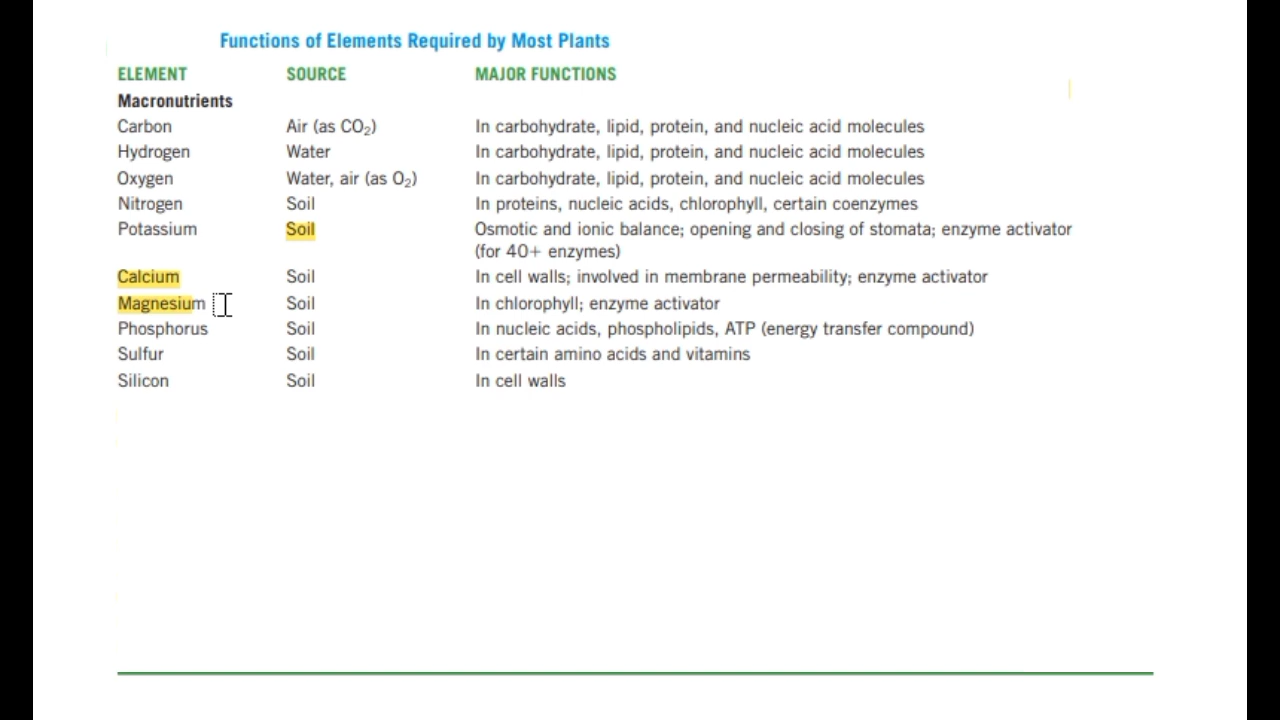 Functions of Elements Required by Most Plants
ELEMENT SOURCE MAJOR FUNCTIONS
Macronutrients
Carbon Air (as CO₂) In carbohydrate, lipid, protein, and nucleic acid molecules
Hydrogen Water In carbohydrate, lipid, protein, and nucleic acid molecules
Oxygen Water, air (as O₂) In carbohydrate, lipid, protein, and nucleic acid molecules
Nitrogen Soil In proteins, nucleic acids, chlorophyll, certain coenzymes
Potassium Soil Osmotic and ionic balance; opening and closing of stomata; enzyme activator
(for 40+ enzymes)
Calcium Soil In cell walls; involved in membrane permeability; enzyme activator
Magnesium Soil In chlorophyll; enzyme activator
Phosphorus Soil In nucleic acids, phospholipids, ATP (energy transfer compound)
Sulfur Soil In certain amino acids and vitamins
Silicon Soil In cell walls